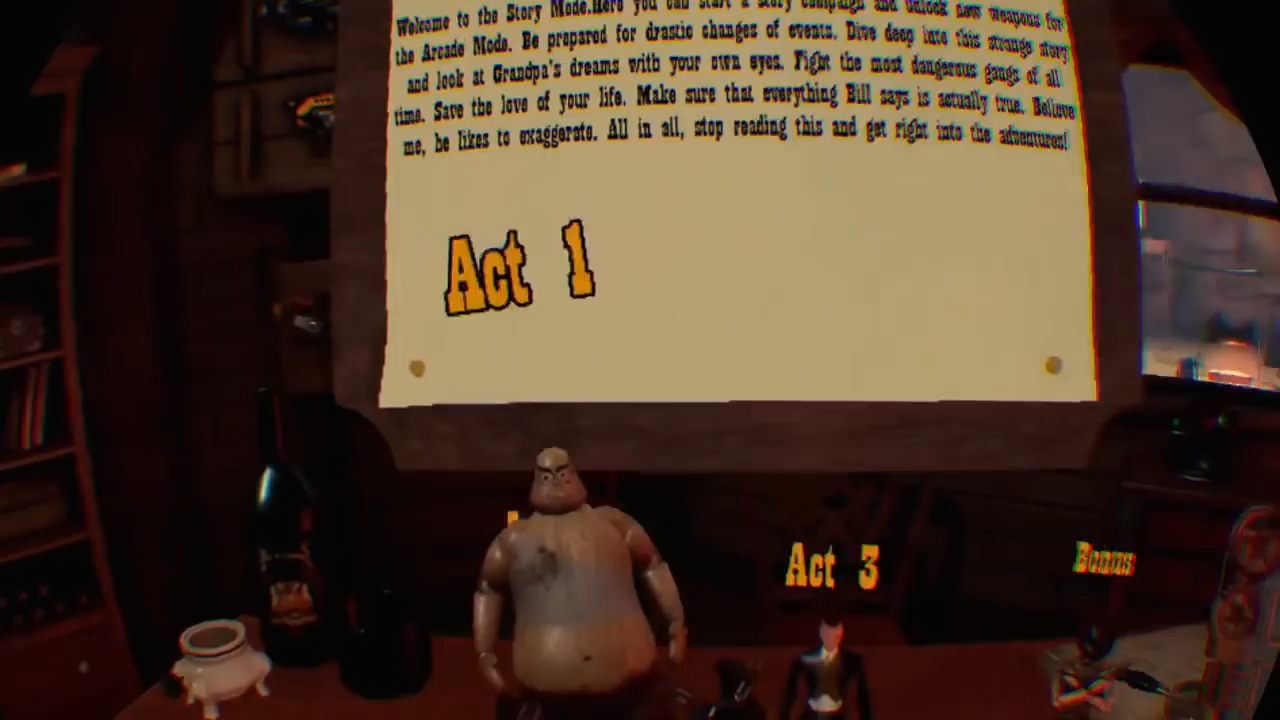 Welcome to the Story Mode.Here you can start a story campaign and unlock new weapons for
the Arcade Mode. Be prepared for drastic changes of events. Dive deep into this strange story
and look at Grandpa's dreams with your own eyes. Fight the most dangerous gangs of all
time. Save the love of your life. Make sure that everything Bill says is actually true. Believe
me, he likes to exaggerate. All in all, stop reading this and get right into the adventures!
Act 1
Act 3
Bonus